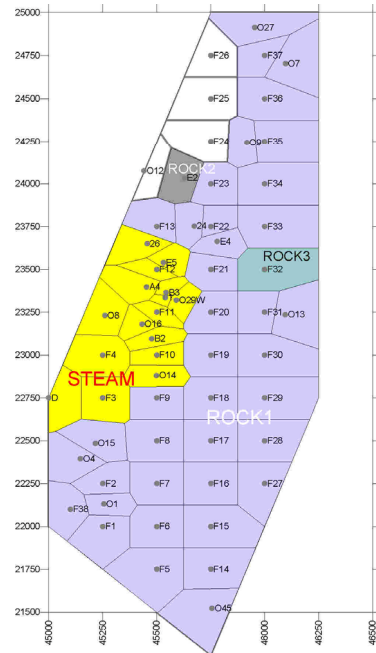 25000
O27
F26
F37
24750
O7
F25
F36
24500
F24
O9
F35
24250
O12
ROCK2
E2
F23
F34
24000
F13
24
F22
F33
23750
26
E4
ROCK3
E5
F12
F21
F32
23500
A4
B3
O29W
O8
F11
F20
F31
O13
23250
O16
B2
F4
F10
F19
F30
23000
O14
STEAM
D
F3
F9
F18
F29
22750
ROCK1
O15
F8
F17
F28
22500
O4
F2
F7
F16
F27
22250
O1
F38
F1
F6
F15
22000
F5
F14
21750
O45
21500
45000
45250
45500
45750
46000
46250